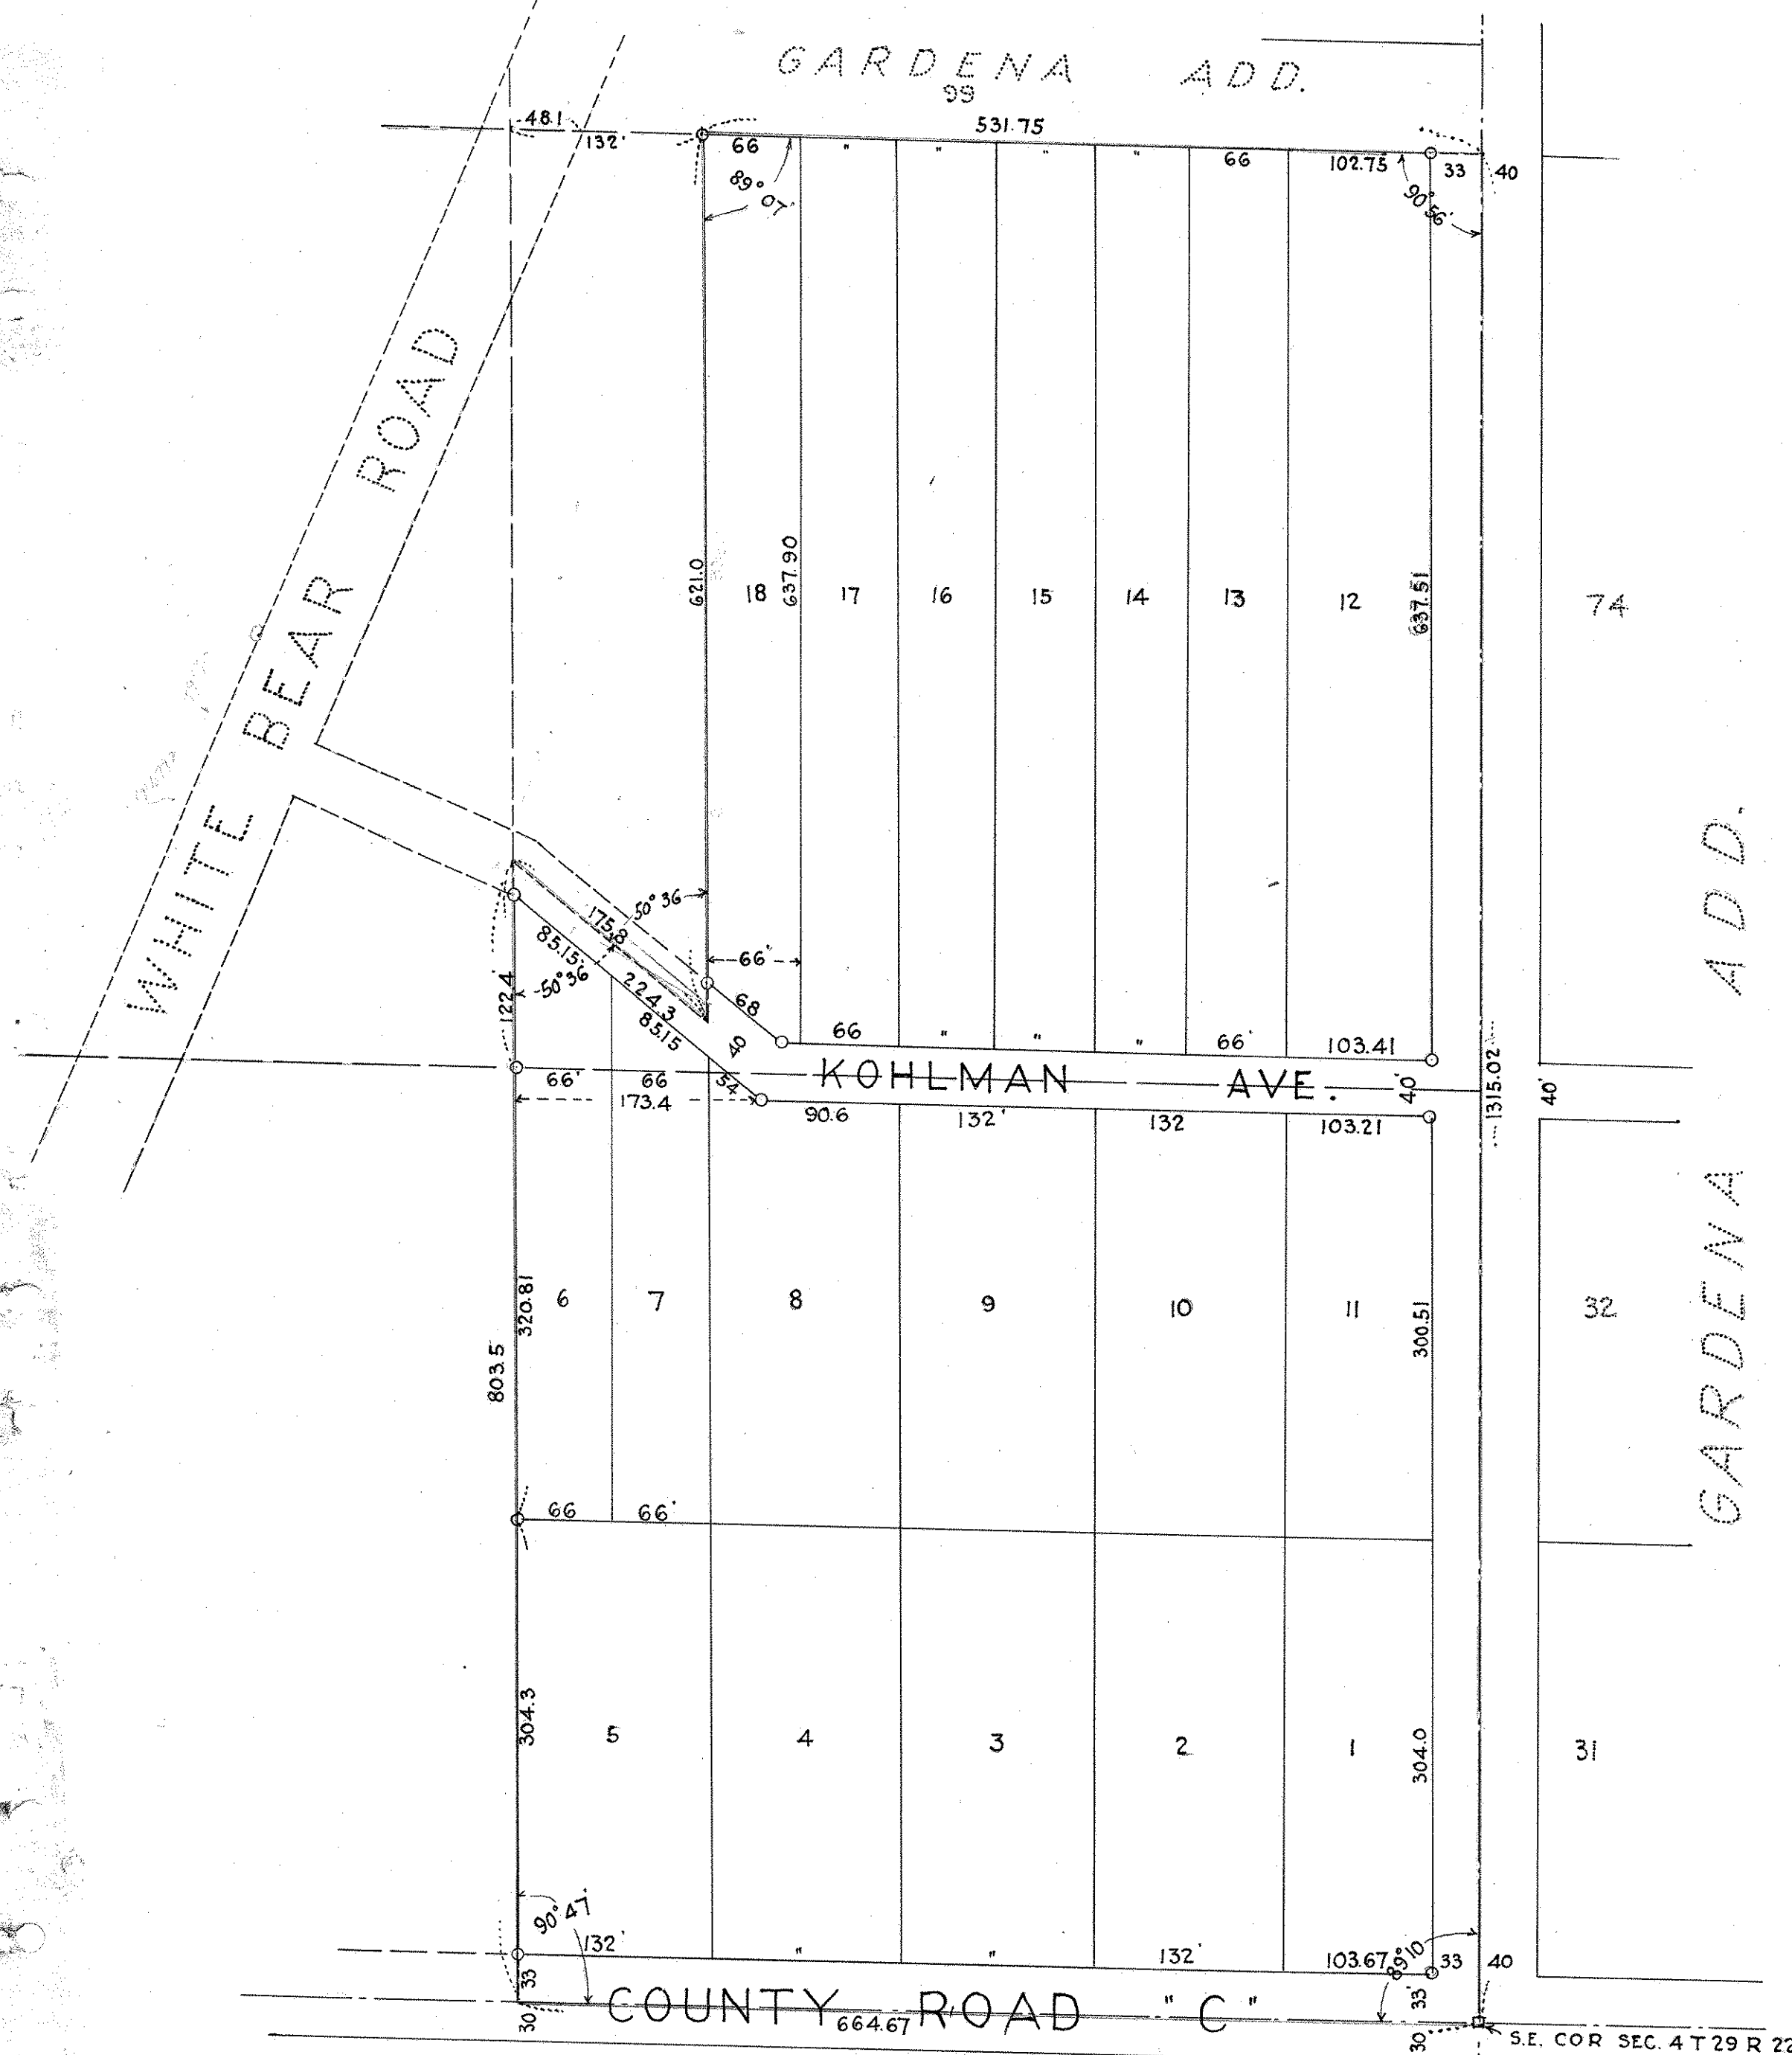 GARDENA ADD.
99
48.1
132'
531.75
66 " " " " 66 102.75 33 40
89° 07'
90°56'
WHITE BEAR ROAD
621.0
18
637.90
17 16 15 14 13 12
637.51
74
50° 36
175.8
66'
85.15'
50°36
224.3
85.15
122.4'
68
40
66 " " " 66' 103.41
KOHLMAN AVE.
40'
1315.02
40'
66' 66 54
173.4
90.6 132' 132 103.21
GARDENA ADD.
320.81
6 7 8 9 10 11
300.51
32
803.5
66 66'
304.3
5 4 3 2 1
304.0
31
90°47'
132' " " 132' 103.67 33 40
89°10
33
33'
COUNTY ROAD "C"
664.67
30'
30
S.E. COR SEC. 4 T 29 R 22